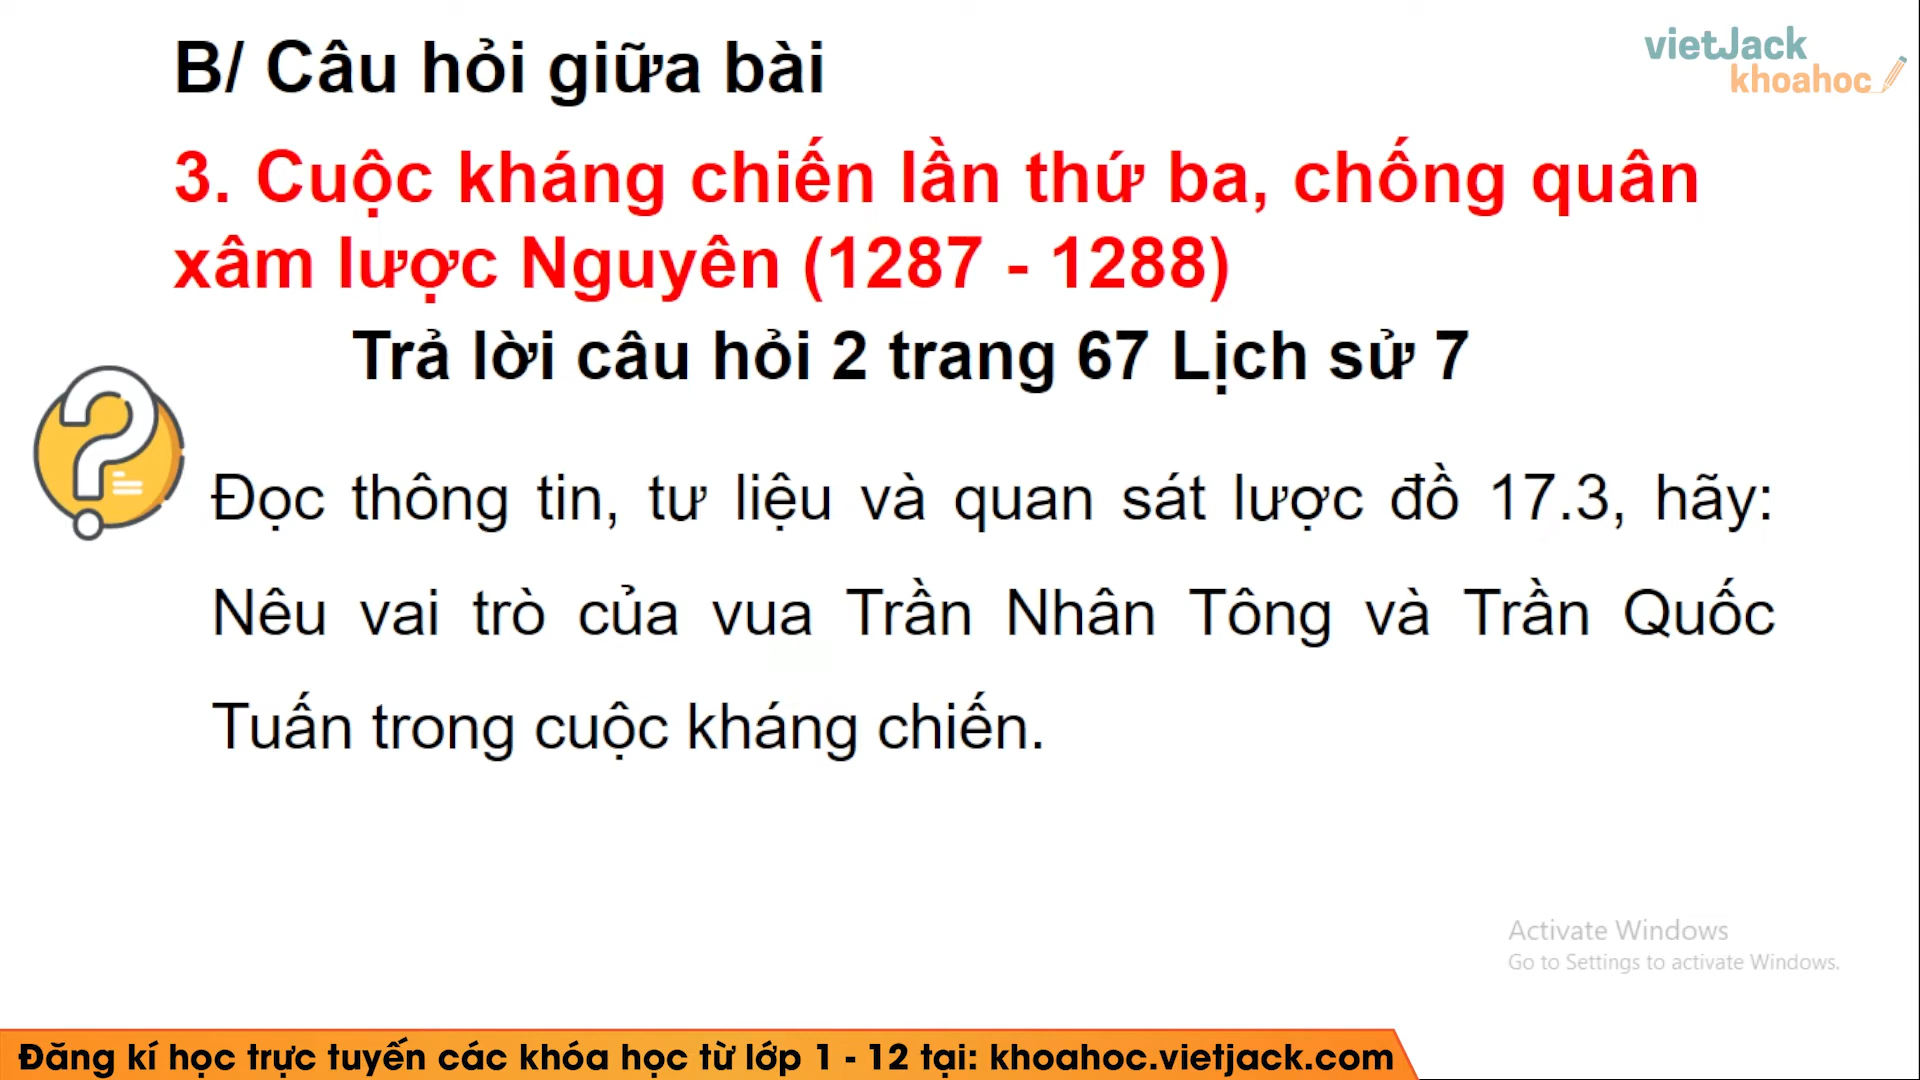 B/ Câu hỏi giữa bài
vietJack
khoahoc
3. Cuộc kháng chiến lần thứ ba, chống quân
xâm lược Nguyên (1287 - 1288)
Trả lời câu hỏi 2 trang 67 Lịch sử 7
Đọc thông tin, tư liệu và quan sát lược đồ 17.3, hãy:
Nêu vai trò của vua Trần Nhân Tông và Trần Quốc
Tuấn trong cuộc kháng chiến.
Activate Windows
Go to Settings to activate Windows.
Đăng kí học trực tuyến các khóa học từ lớp 1 - 12 tại: khoahoc.vietjack.com